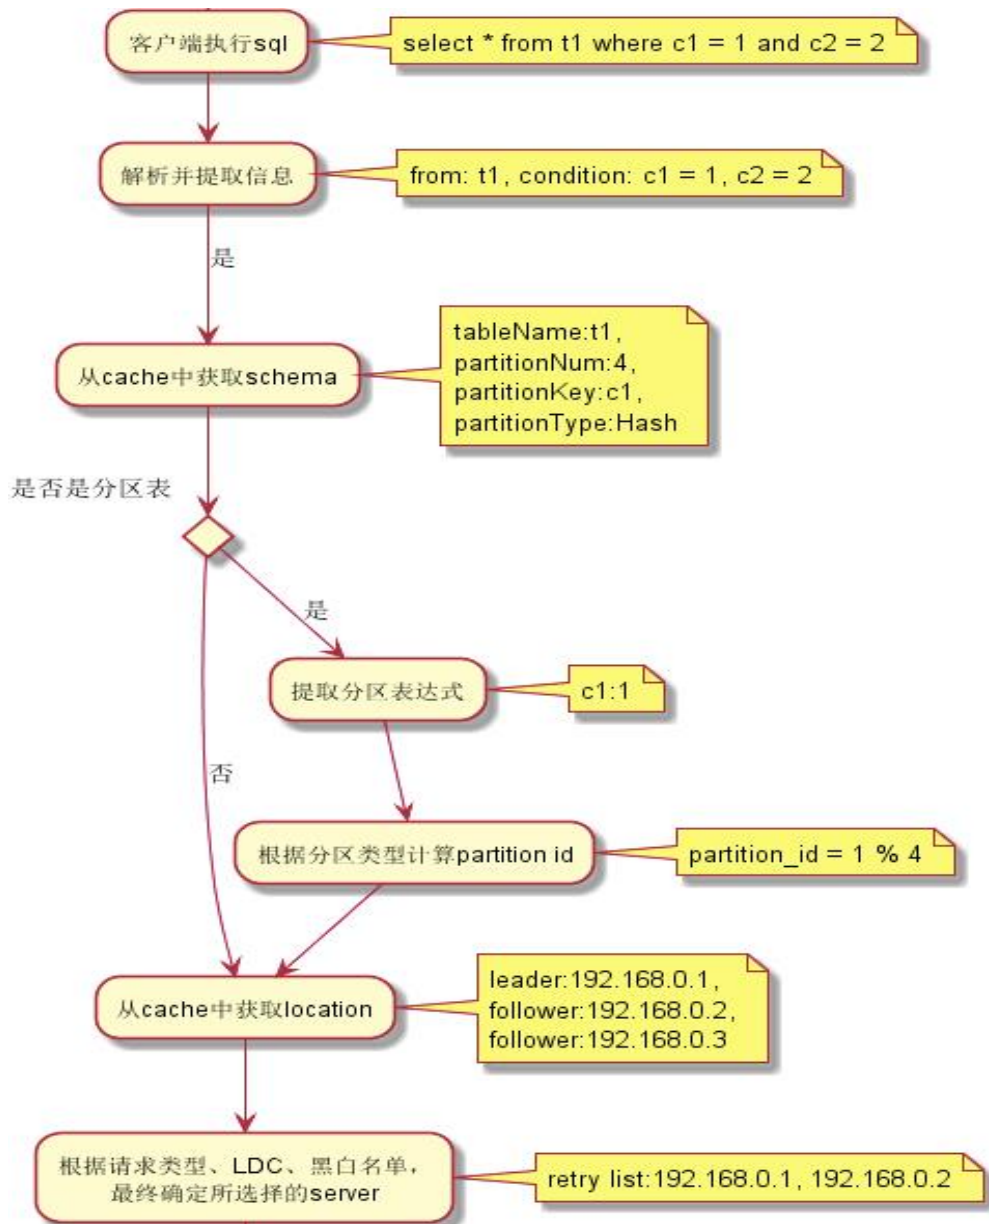 客户端执行sql
select * from t1 where c1 = 1 and c2 = 2
解析并提取信息
from: t1, condition: c1 = 1, c2 = 2
是
从cache中获取schema
tableName:t1,
partitionNum:4,
partitionKey:c1,
partitionType:Hash
是否是分区表
是
提取分区表达式
c1:1
否
根据分区类型计算partition id
partition_id = 1 % 4
从cache中获取location
leader:192.168.0.1,
follower:192.168.0.2,
follower:192.168.0.3
根据请求类型、LDC、黑白名单，
最终确定所选择的server
retry list:192.168.0.1, 192.168.0.2